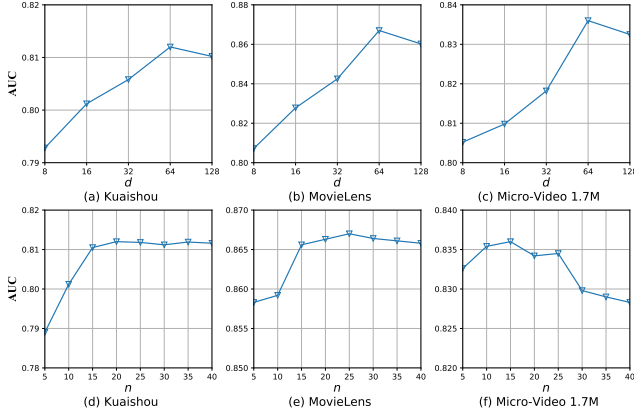 0.82
0.81
0.80
0.79
AUC
8 16 32 64 128
d
(a) Kuaishou
0.88
0.86
0.84
0.82
0.80
8 16 32 64 128
d
(b) MovieLens
0.84
0.83
0.82
0.81
0.80
8 16 32 64 128
d
(c) Micro-Video 1.7M
0.82
0.81
0.80
0.79
0.78
AUC
5 10 15 20 25 30 35 40
n
(d) Kuaishou
0.870
0.865
0.860
0.855
0.850
5 10 15 20 25 30 35 40
n
(e) MovieLens
0.840
0.835
0.830
0.825
0.820
5 10 15 20 25 30 35 40
n
(f) Micro-Video 1.7M